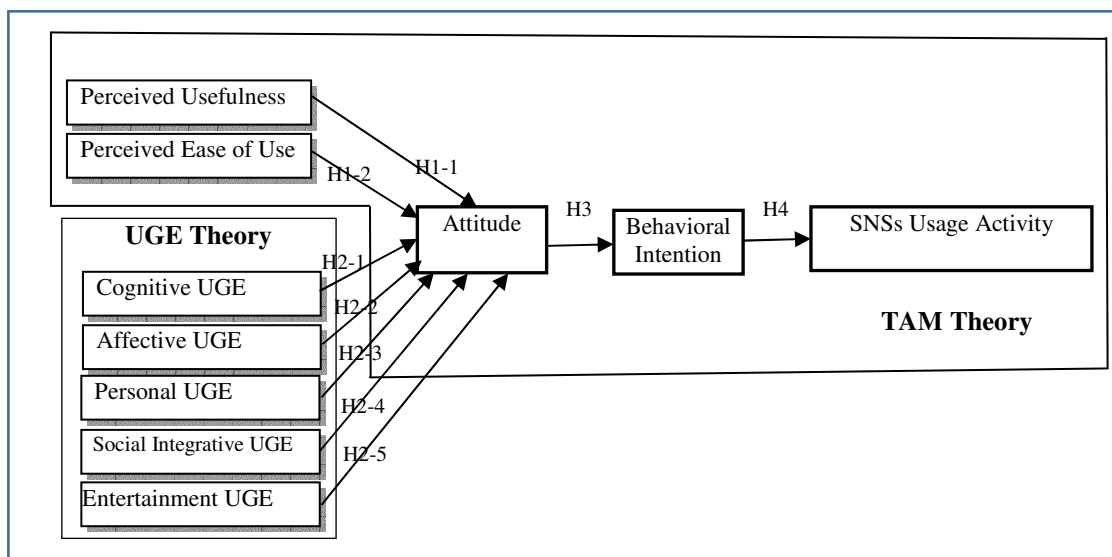 Perceived Usefulness
Perceived Ease of Use
H1-1
H1-2
UGE Theory
Attitude
H3
Behavioral
Intention
H4
SNSs Usage Activity
H2-1
Cognitive UGE
H2-2
Affective UGE
TAM Theory
H2-3
Personal UGE
H2-4
Social Integrative UGE
H2-5
Entertainment UGE